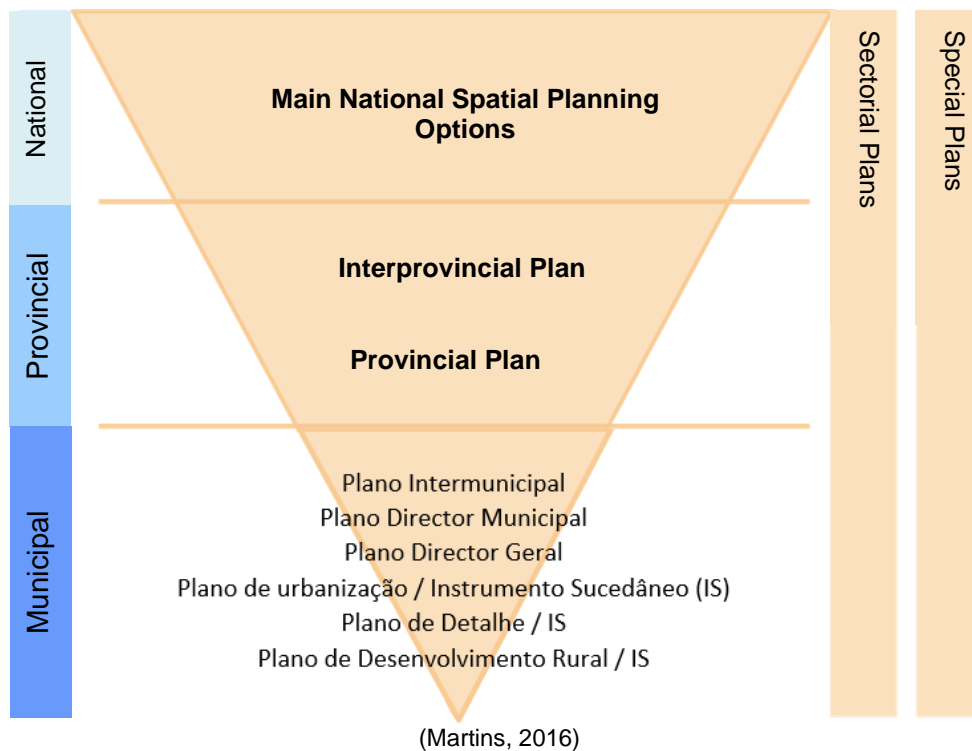 National
Main National Spatial Planning
Options
Sectorial Plans
Special Plans
Provincial
Interprovincial Plan
Provincial Plan
Municipal
Plano Intermunicipal
Plano Director Municipal
Plano Director Geral
Plano de urbanização / Instrumento Sucedâneo (IS)
Plano de Detalhe / IS
Plano de Desenvolvimento Rural / IS
(Martins, 2016)